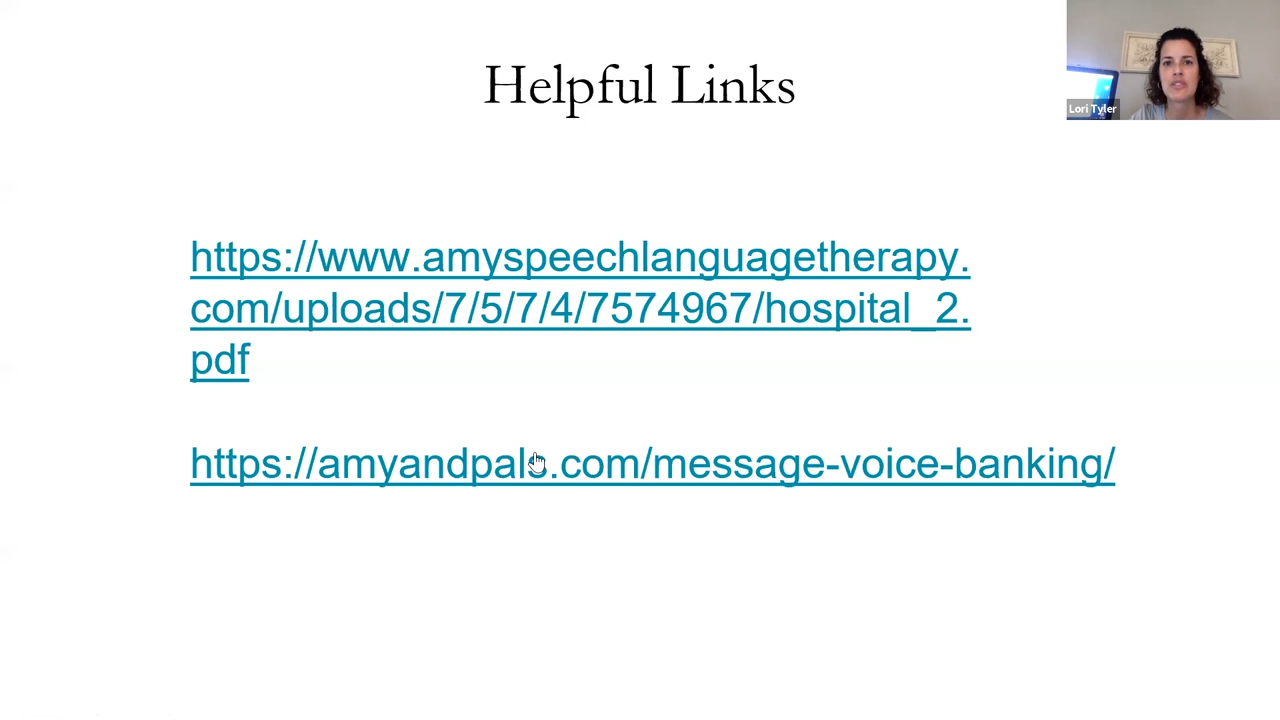 Helpful Links
Lori Tyler
https://www.amyspeechlanguagetherapy.
com/uploads/7/5/7/4/7574967/hospital_2.
pdf
https://amyandpals.com/message-voice-banking/